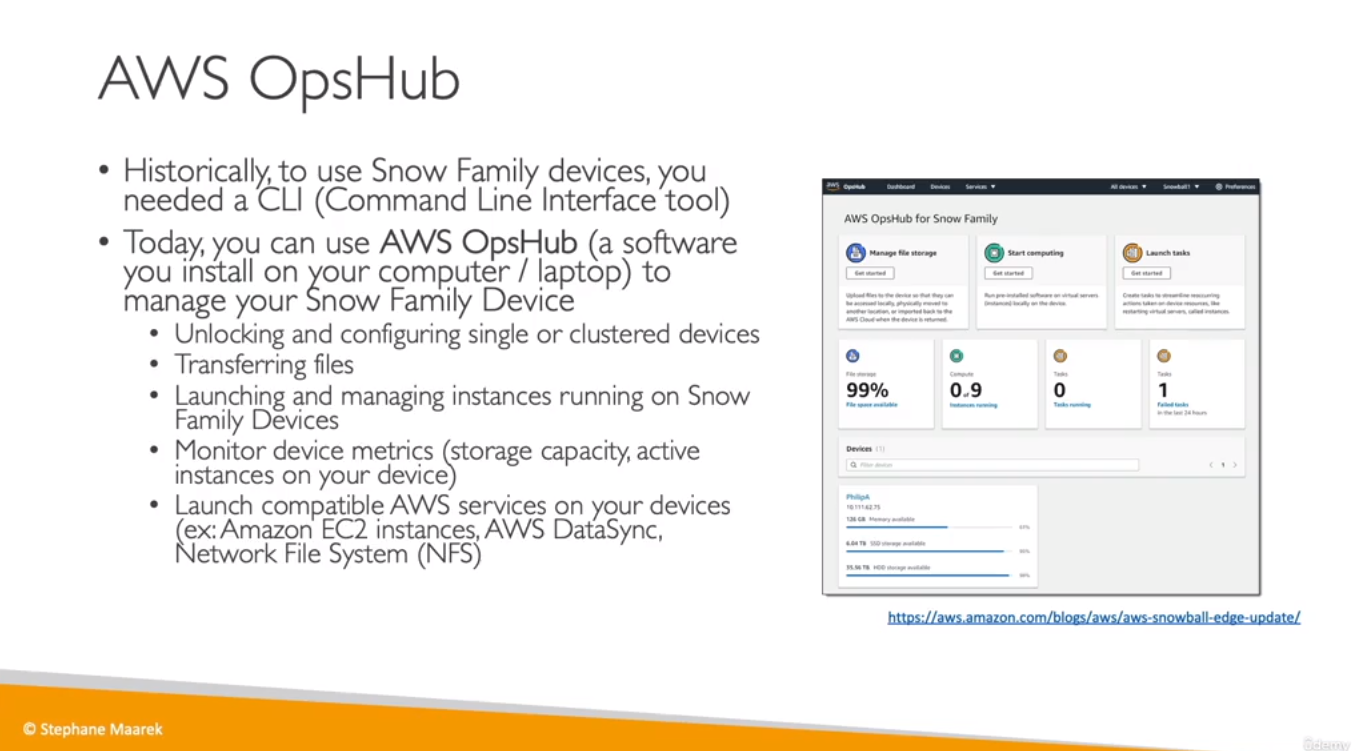 AWS OpsHub
• Historically, to use Snow Family devices, you
needed a CLI (Command Line Interface tool)
• Today, you can use AWS OpsHub (a software
you install on your computer / laptop) to
manage your Snow Family Device
• Unlocking and configuring single or clustered devices
• Transferring files
• Launching and managing instances running on Snow
Family Devices
• Monitor device metrics (storage capacity, active
instances on your device)
• Launch compatible AWS services on your devices
(ex: Amazon EC2 instances, AWS DataSync,
Network File System (NFS)
aws OpsHub Dashboard Devices Services ▼ All devices ▼ Snowball1 ▼ Preferences
AWS OpsHub for Snow Family
Manage file storage
Get started
Upload files to the device so that they can
be accessed locally, physically moved to
another location, or imported back to the
AWS Cloud when the device is returned.
Start computing
Get started
Run pre-installed software on virtual servers
(instances) locally on the device.
Launch tasks
Get started
Create tasks to streamline reoccurring
actions taken on device resources, like
restarting virtual servers, called instances.
File storage
99%
File space available
Compute
0 of 9
Instances running
Tasks
0
Tasks running
Tasks
1
Failed tasks
in the last 24 hours
Devices (1)
Filter devices
< 1 >
PhilipA
10.111.62.75
126 GB Memory available
67%
6.04 TB SSD storage available
95%
35.56 TB HDD storage available
98%
https://aws.amazon.com/blogs/aws/aws-snowball-edge-update/
© Stephane Maarek
ûdemy